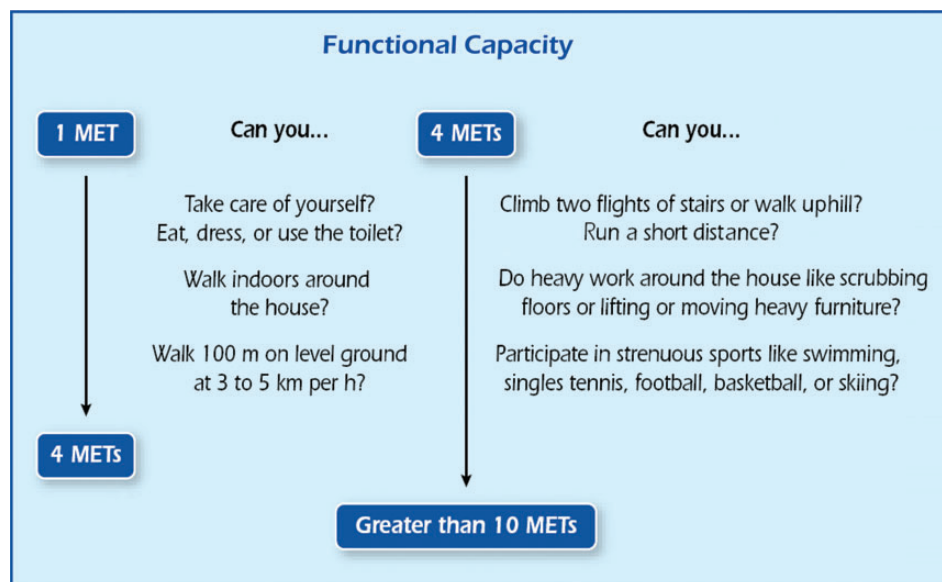 Functional Capacity
1 MET
Can you...
Take care of yourself?
Eat, dress, or use the toilet?
Walk indoors around
the house?
Walk 100 m on level ground
at 3 to 5 km per h?
4 METs
4 METs
Can you...
Climb two flights of stairs or walk uphill?
Run a short distance?
Do heavy work around the house like scrubbing
floors or lifting or moving heavy furniture?
Participate in strenuous sports like swimming,
singles tennis, football, basketball, or skiing?
Greater than 10 METs